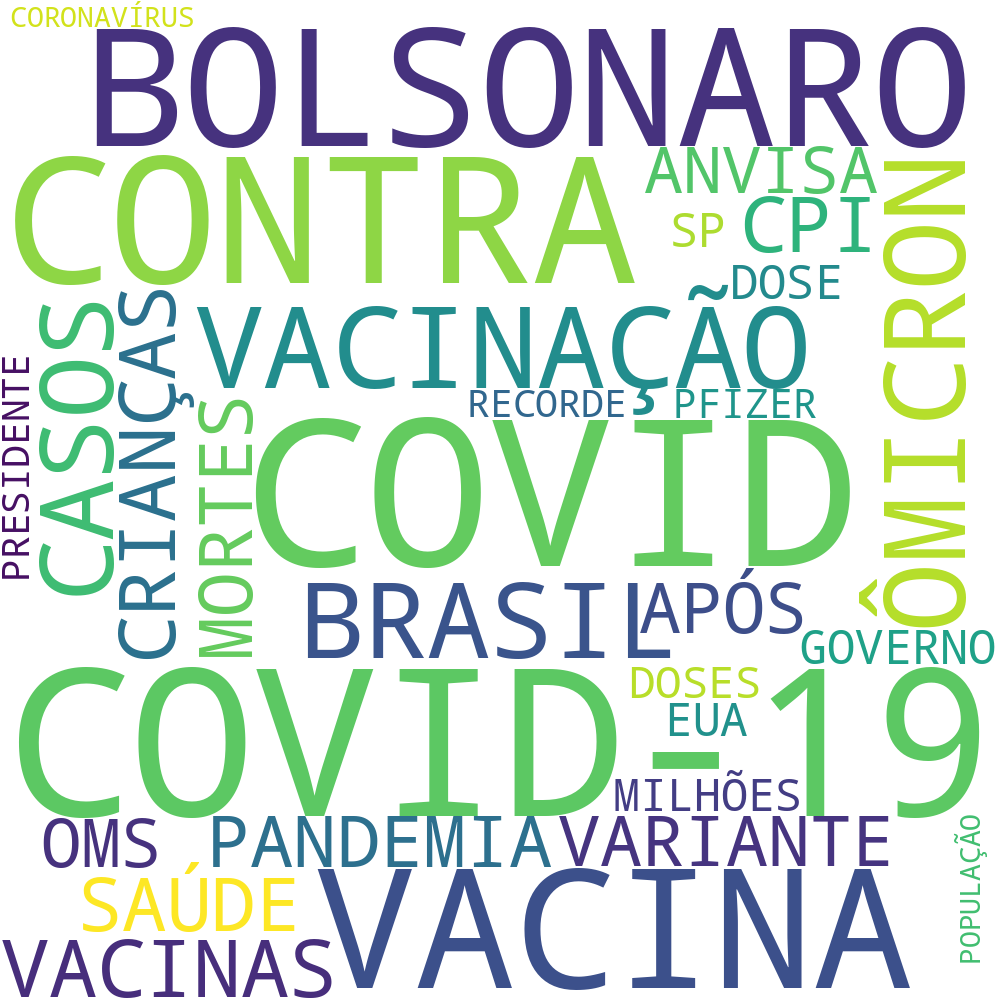 CORONAVÍRUS
BOLSONARO
CONTRA
ANVISA
SP
CPI
ÔMICRON
DOSE
VACINAÇÃO
CASOS
CRIANÇAS
PRESIDENTE
MORTES
RECORDE
PFIZER
COVID
BRASIL
APÓS
GOVERNO
COVID-19
DOSES
EUA
MILHÕES
OMS
PANDEMIA
VARIANTE
POPULAÇÃO
SAÚDE
VACINA
VACINAS